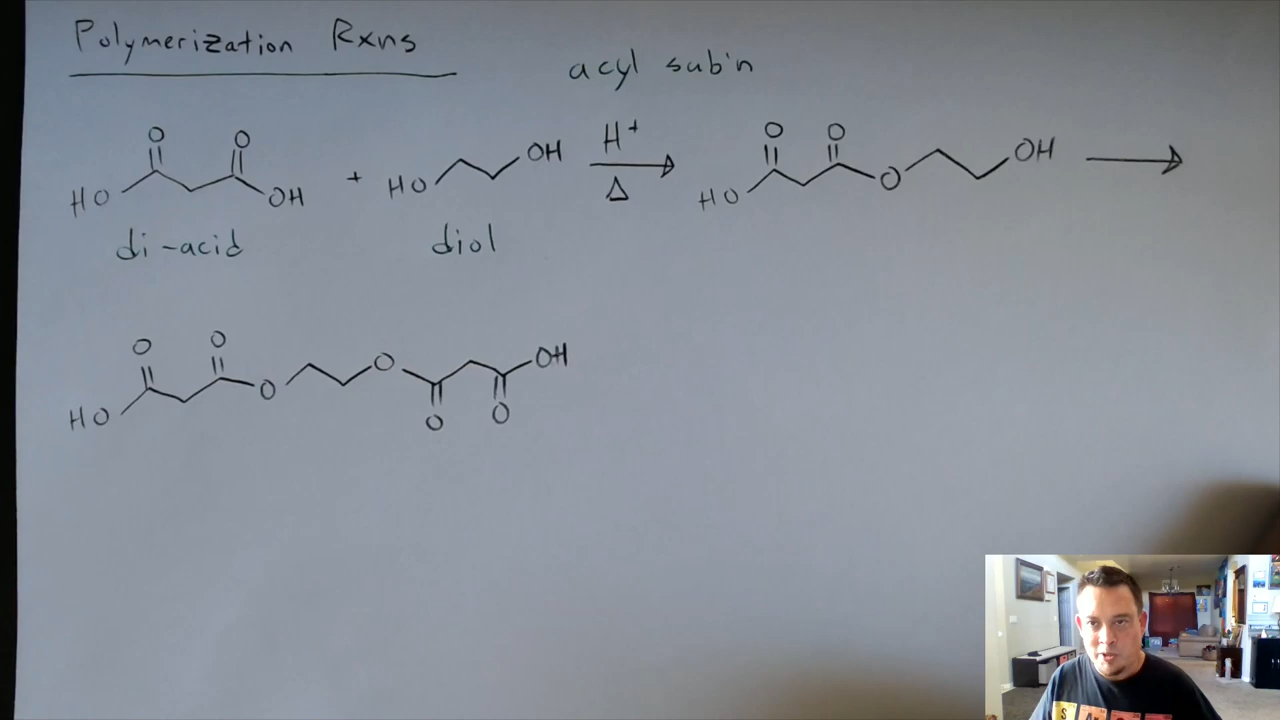 Polymerization Rxns
acyl sub'n
O O
HO OH + HO OH H+ Δ O O HO O OH
di-acid diol
O O
HO O O OH
O O